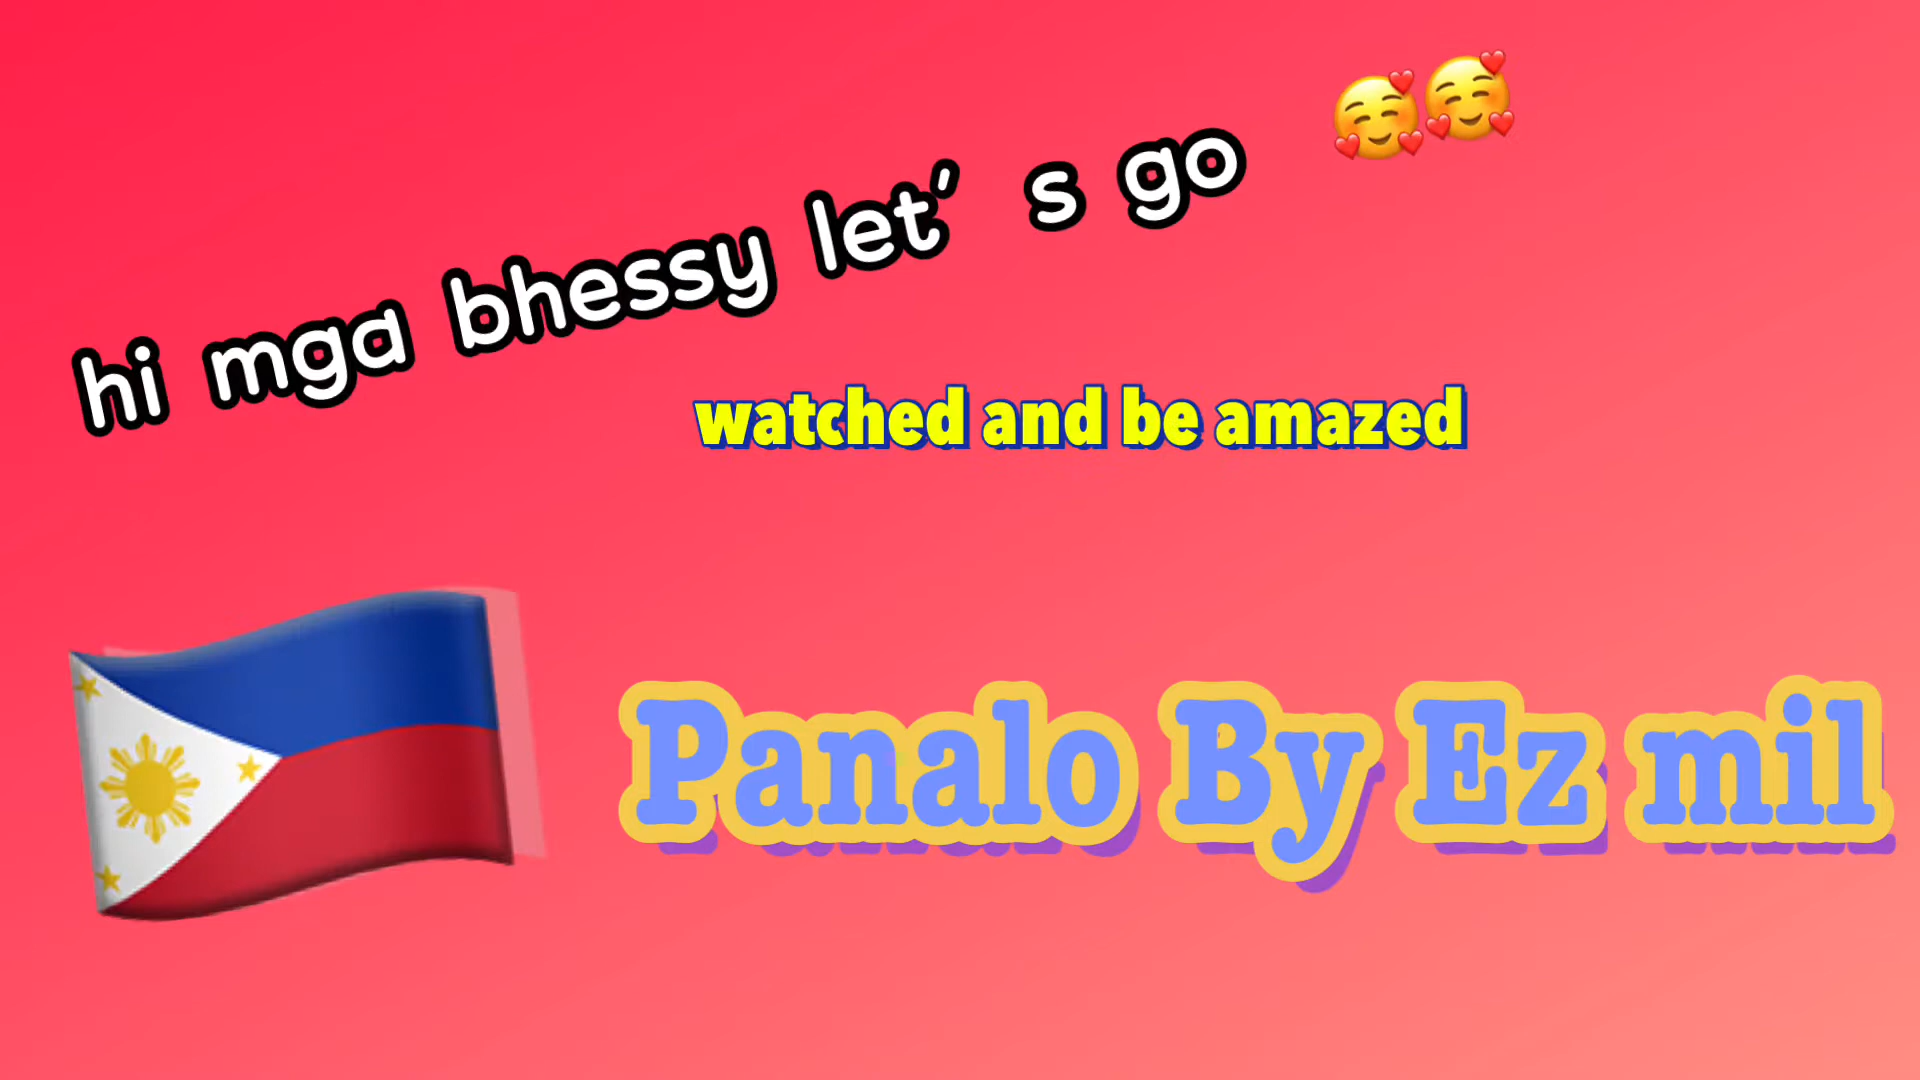 hi mga bhessy let's go 🥰🥰
watched and be amazed
Panalo By Ez mil